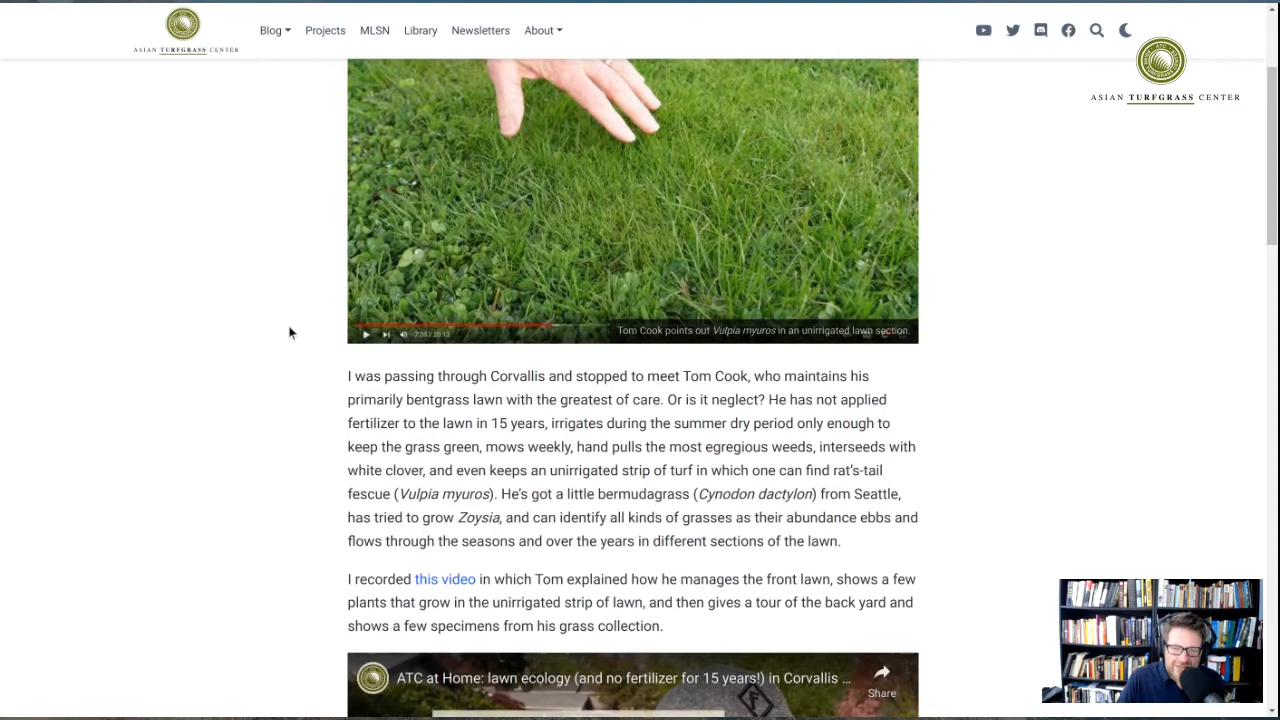 Blog
Projects
MLSN
Library
Newsletters
About
ASIAN TURFGRASS CENTER
ASIAN TURFGRASS CENTER
Tom Cook points out Vulpia myuros in an unirrigated lawn section.
I was passing through Corvallis and stopped to meet Tom Cook, who maintains his
primarily bentgrass lawn with the greatest of care. Or is it neglect? He has not applied
fertilizer to the lawn in 15 years, irrigates during the summer dry period only enough to
keep the grass green, mows weekly, hand pulls the most egregious weeds, interseeds with
white clover, and even keeps an unirrigated strip of turf in which one can find rat's-tail
fescue (Vulpia myuros). He's got a little bermudagrass (Cynodon dactylon) from Seattle,
has tried to grow Zoysia, and can identify all kinds of grasses as their abundance ebbs and
flows through the seasons and over the years in different sections of the lawn.
I recorded this video in which Tom explained how he manages the front lawn, shows a few
plants that grow in the unirrigated strip of lawn, and then gives a tour of the back yard and
shows a few specimens from his grass collection.
ATC at Home: lawn ecology (and no fertilizer for 15 years!) in Corvallis ...
Share